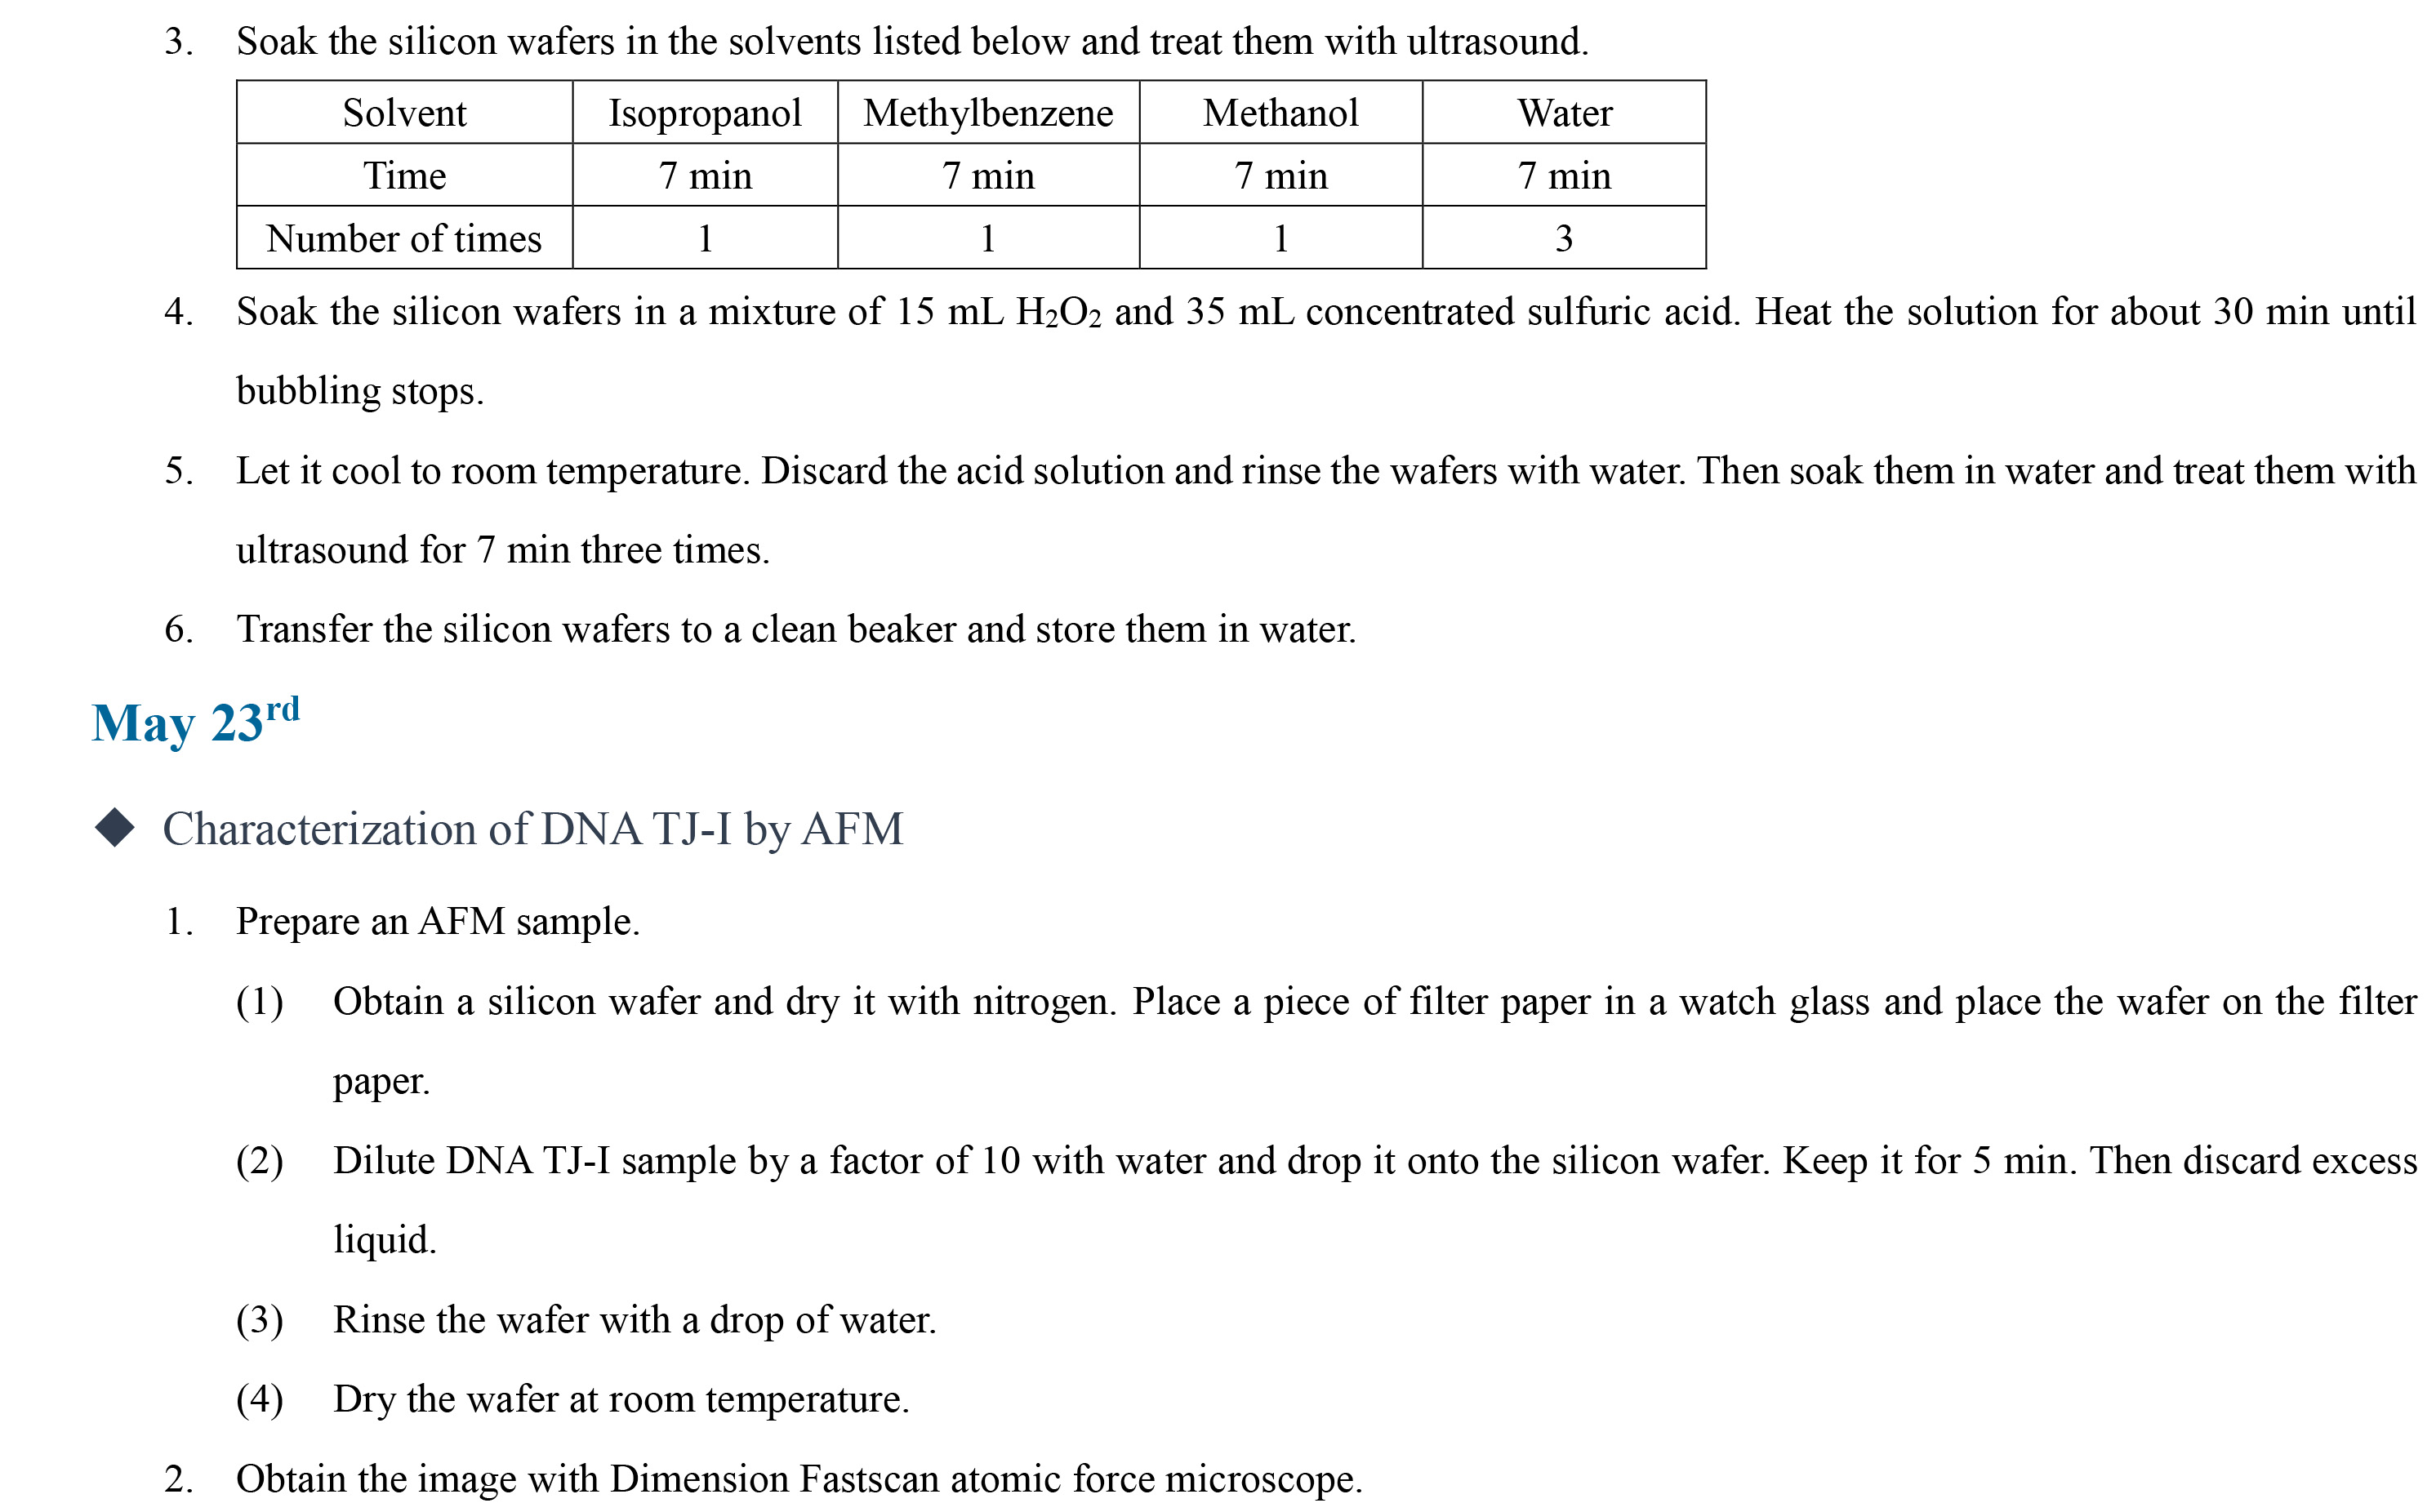 3. Soak the silicon wafers in the solvents listed below and treat them with ultrasound.
Solvent Isopropanol Methylbenzene Methanol Water
Time 7 min 7 min 7 min 7 min
Number of times 1 1 1 3
4. Soak the silicon wafers in a mixture of 15 mL H₂O₂ and 35 mL concentrated sulfuric acid. Heat the solution for about 30 min until
bubbling stops.
5. Let it cool to room temperature. Discard the acid solution and rinse the wafers with water. Then soak them in water and treat them with
ultrasound for 7 min three times.
6. Transfer the silicon wafers to a clean beaker and store them in water.
May 23rd
◆ Characterization of DNA TJ-I by AFM
1. Prepare an AFM sample.
(1) Obtain a silicon wafer and dry it with nitrogen. Place a piece of filter paper in a watch glass and place the wafer on the filter
paper.
(2) Dilute DNA TJ-I sample by a factor of 10 with water and drop it onto the silicon wafer. Keep it for 5 min. Then discard excess
liquid.
(3) Rinse the wafer with a drop of water.
(4) Dry the wafer at room temperature.
2. Obtain the image with Dimension Fastscan atomic force microscope.